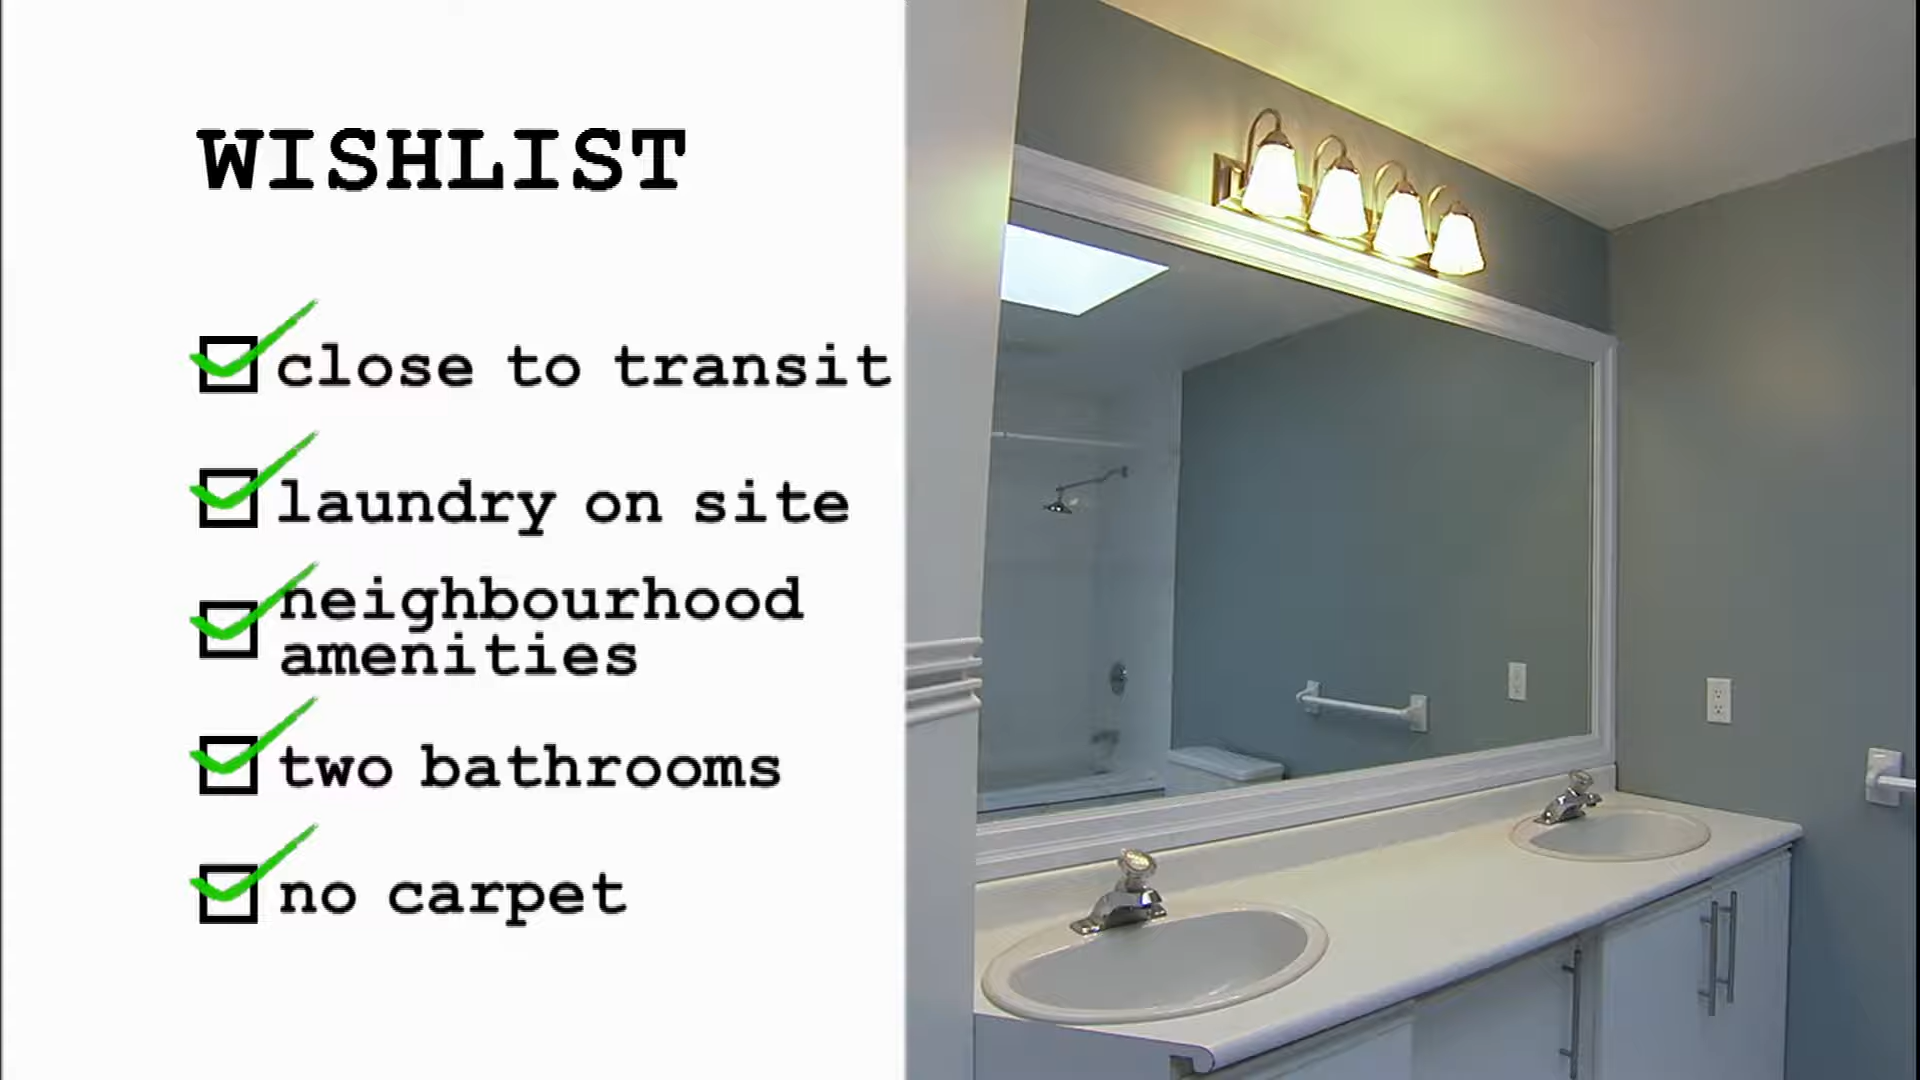 WISHLIST
close to transit
laundry on site
neighbourhood
amenities
two bathrooms
no carpet